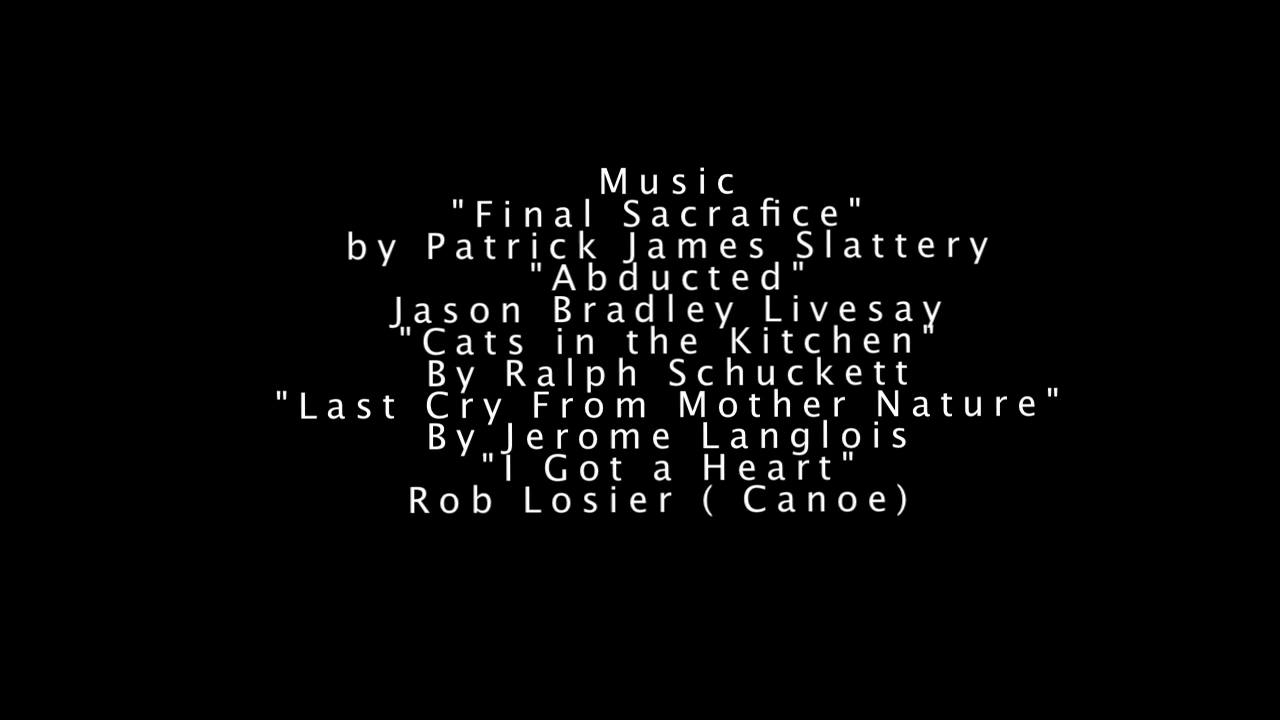 Music
"Final Sacrafice"
by Patrick James Slattery
"Abducted"
Jason Bradley Livesay
"Cats in the Kitchen"
By Ralph Schuckett
"Last Cry From Mother Nature"
By Jerome Langlois
"I Got a Heart"
Rob Losier ( Canoe)